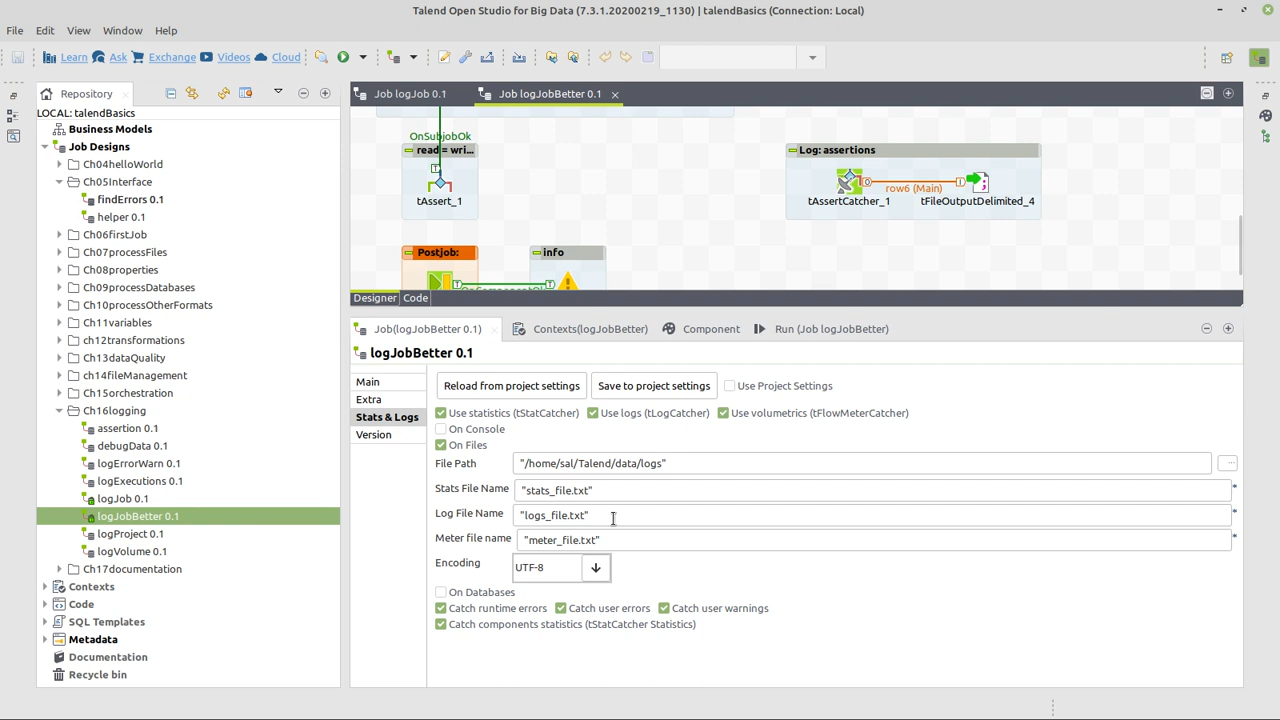 Talend Open Studio for Big Data (7.3.1.20200219_1130) | talendBasics (Connection: Local)
File Edit View Window Help
Learn Ask Exchange Videos Cloud
Repository
LOCAL: talendBasics
Business Models
Job Designs
Ch04helloWorld
Ch05Interface
findErrors 0.1
helper 0.1
Ch06firstJob
Ch07processFiles
Ch08properties
Ch09processDatabases
Ch10processOtherFormats
Ch11variables
ch12transformations
Ch13dataQuality
ch14fileManagement
Ch15orchestration
Ch16logging
assertion 0.1
debugData 0.1
logErrorWarn 0.1
logExecutions 0.1
logJob 0.1
logJobBetter 0.1
logProject 0.1
logVolume 0.1
Ch17documentation
Contexts
Code
SQL Templates
Metadata
Documentation
Recycle bin
Job logJob 0.1 Job logJobBetter 0.1
OnSubjobOk
read = wri...
tAssert_1
Log: assertions
row6 (Main)
tAssertCatcher_1 tFileOutputDelimited_4
Postjob: info
Designer Code
Job(logJobBetter 0.1) Contexts(logJobBetter) Component Run (Job logJobBetter)
logJobBetter 0.1
Main
Extra
Stats & Logs
Version
Reload from project settings Save to project settings Use Project Settings
Use statistics (tStatCatcher) Use logs (tLogCatcher) Use volumetrics (tFlowMeterCatcher)
On Console
On Files
File Path "/home/sal/Talend/data/logs" ...
Stats File Name "stats_file.txt" *
Log File Name "logs_file.txt" *
Meter file name "meter_file.txt" *
Encoding UTF-8
On Databases
Catch runtime errors Catch user errors Catch user warnings
Catch components statistics (tStatCatcher Statistics)